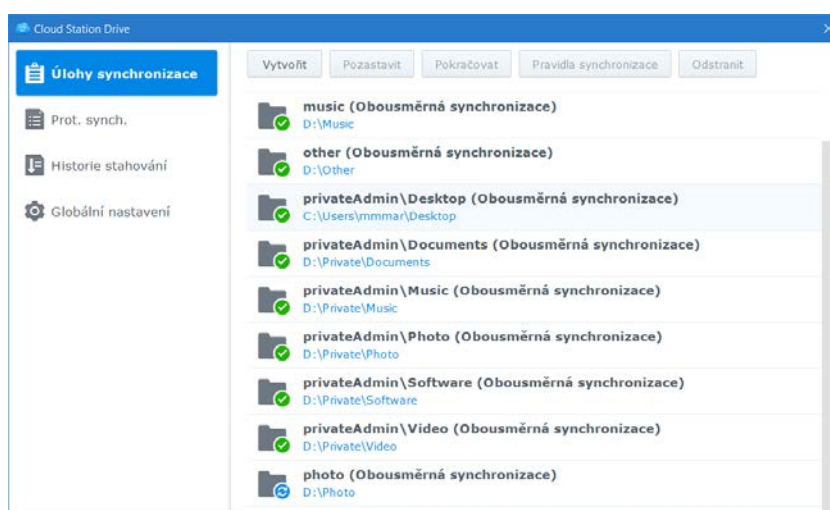 Cloud Station Drive
Úlohy synchronizace
Prot. synch.
Historie stahování
Globální nastavení
Vytvořit Pozastavit Pokračovat Pravidla synchronizace Odstranit
music (Obousměrná synchronizace)
D:\Music
other (Obousměrná synchronizace)
D:\Other
privateAdmin\Desktop (Obousměrná synchronizace)
C:\Users\mmmar\Desktop
privateAdmin\Documents (Obousměrná synchronizace)
D:\Private\Documents
privateAdmin\Music (Obousměrná synchronizace)
D:\Private\Music
privateAdmin\Photo (Obousměrná synchronizace)
D:\Private\Photo
privateAdmin\Software (Obousměrná synchronizace)
D:\Private\Software
privateAdmin\Video (Obousměrná synchronizace)
D:\Private\Video
photo (Obousměrná synchronizace)
D:\Photo